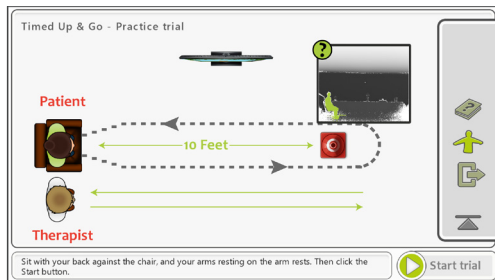 Timed Up & Go - Practice trial
?
Patient
10 Feet
Therapist
?
Sit with your back against the chair, and your arms resting on the arm rests. Then click the
Start button.
Start trial